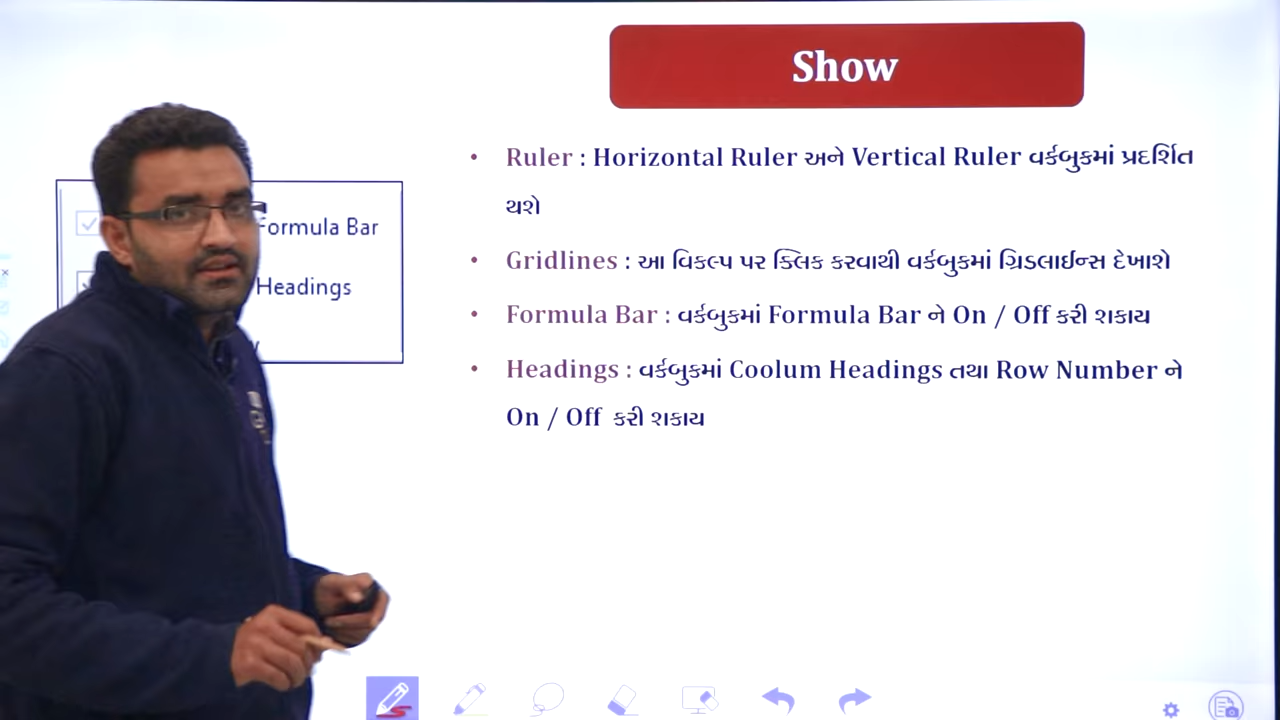 Show
• Ruler : Horizontal Ruler અને Vertical Ruler વર્કબુકમાં પ્રદર્શિત
થશે
• Gridlines : આ વિકલ્પ પર ક્લિક કરવાથી વર્કબુકમાં ગ્રિડલાઈન્સ દેખાશે
• Formula Bar : વર્કબુકમાં Formula Bar ને On / Off કરી શકાય
• Headings : વર્કબુકમાં Coolum Headings તથા Row Number ને
On / Off કરી શકાય
Formula Bar
Headings